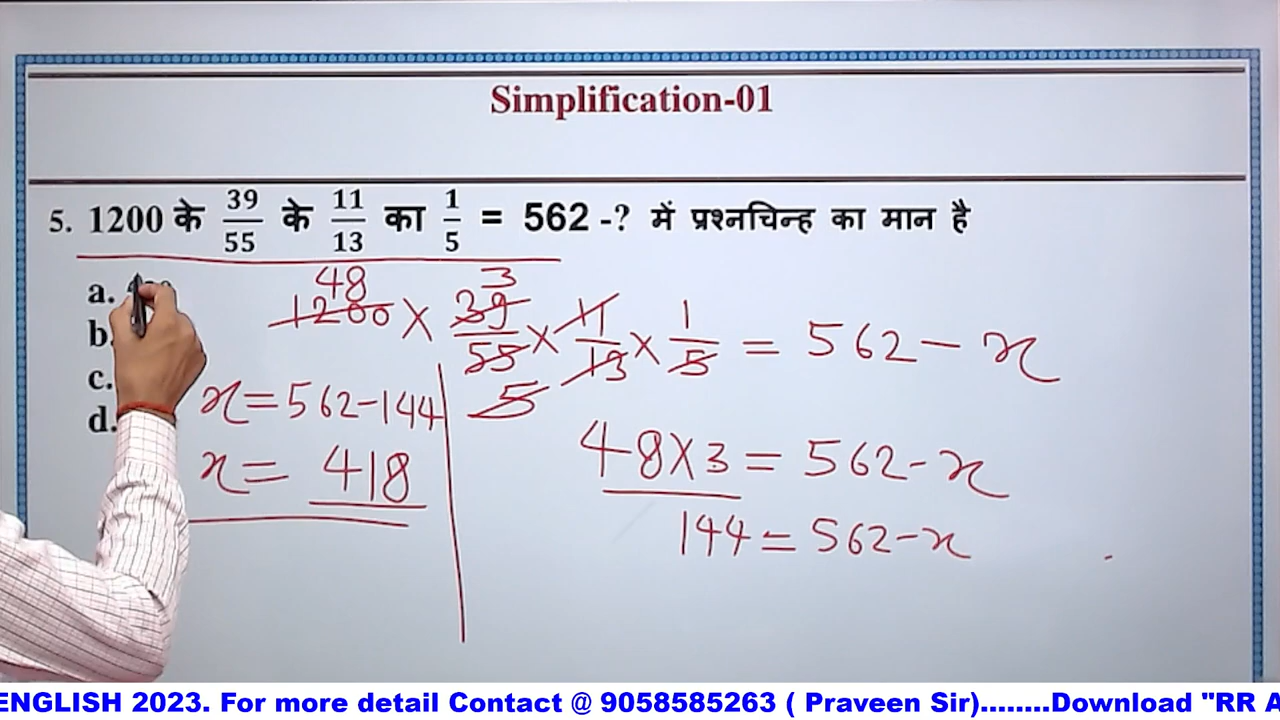 Simplification-01
5. 1200 के 39/55 के 11/13 का 1/5 = 562 -? में प्रश्नचिन्ह का मान है
a.
b.
c.
d.
48 3
1200 × 39/55 × 11/13 × 1/5 = 562 - x
5
x = 562 - 144
x = 418
48 × 3 = 562 - x
144 = 562 - x
ENGLISH 2023. For more detail Contact @ 9058585263 ( Praveen Sir)........Download "RR A